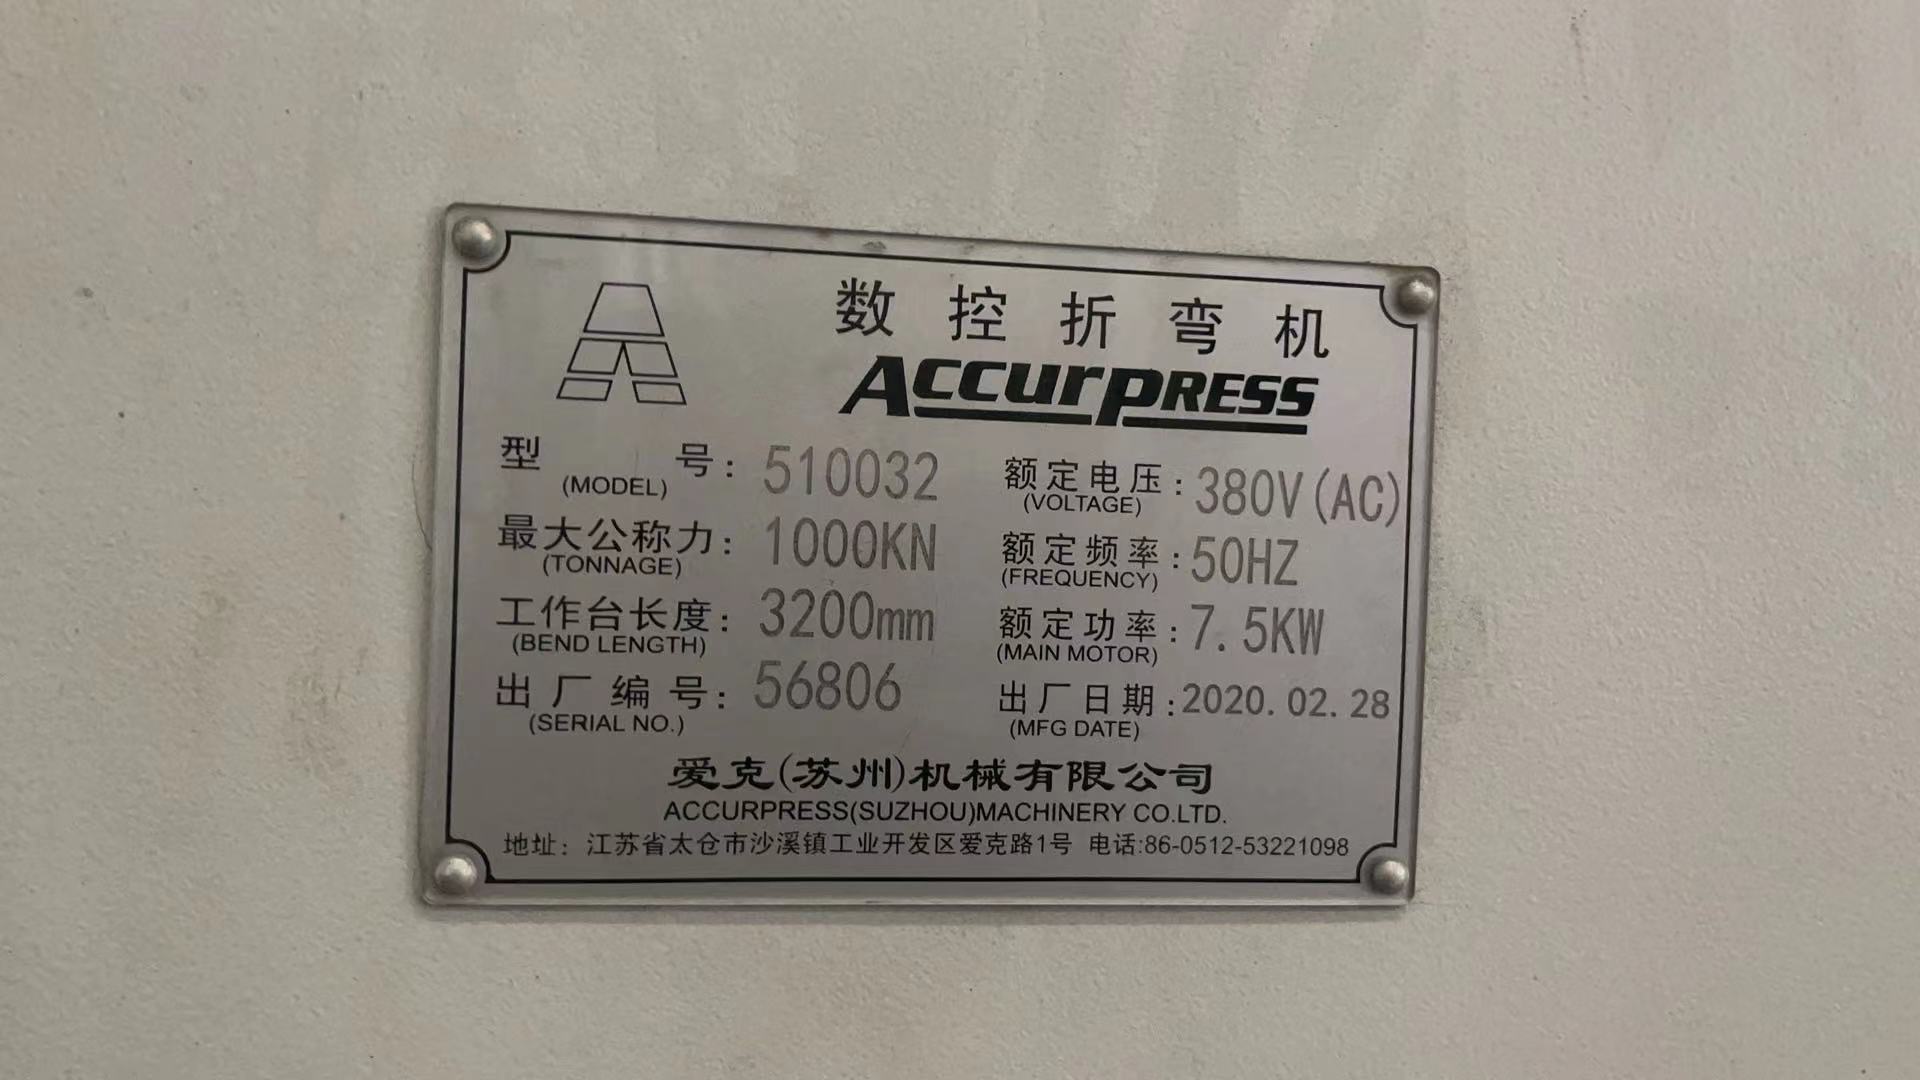 数控折弯机
ACCURPRESS
型号：510032
(MODEL)
额定电压：380V(AC)
(VOLTAGE)
最大公称力：1000KN
(TONNAGE)
额定频率：50HZ
(FREQUENCY)
工作台长度：3200mm
(BEND LENGTH)
额定功率：7.5KW
(MAIN MOTOR)
出厂编号：56806
(SERIAL NO.)
出厂日期：2020.02.28
(MFG DATE)
爱克(苏州)机械有限公司
ACCURPRESS(SUZHOU)MACHINERY CO.LTD.
地址：江苏省太仓市沙溪镇工业开发区爱克路1号 电话:86-0512-53221098